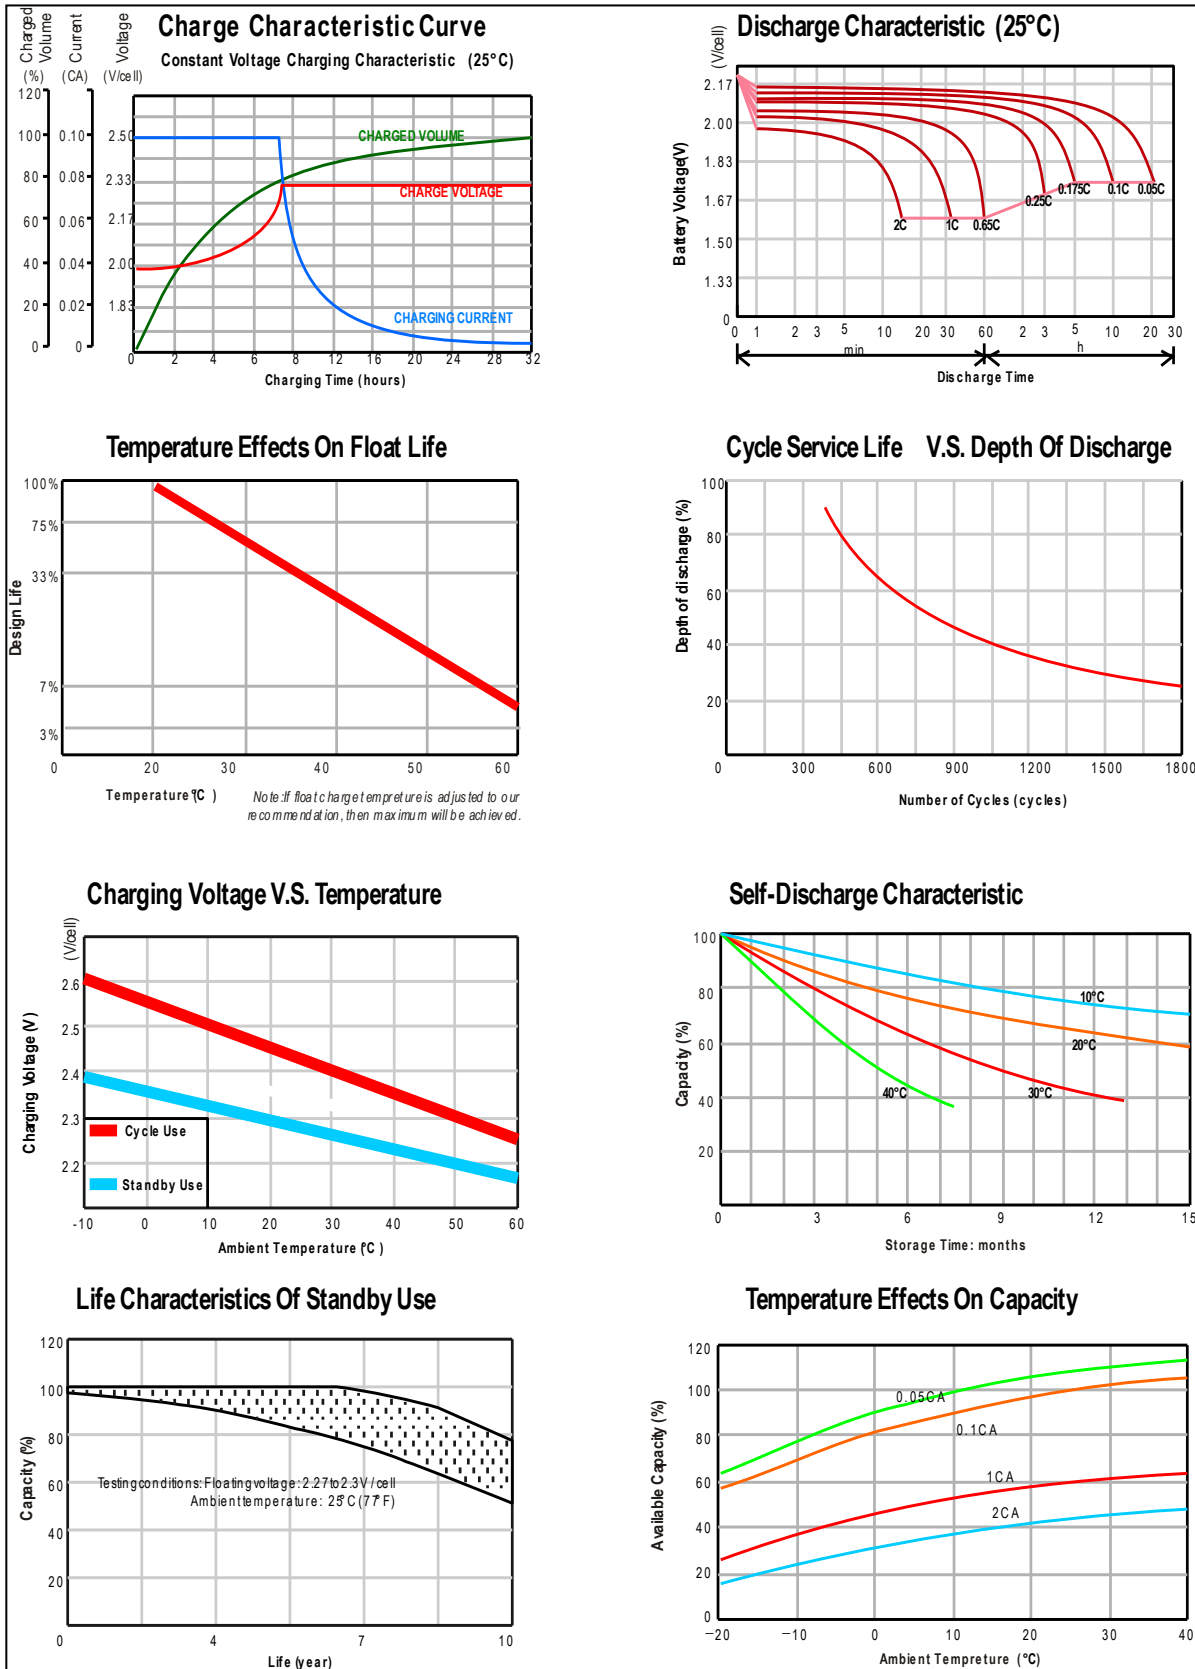 Charge Characteristic Curve
Constant Voltage Charging Characteristic (25°C)
Charged Volume
(%)
Current
(CA)
Voltage
(V/cell)
120
100
80
60
40
20
0
0.10
0.08
0.06
0.04
0.02
0
2.50
2.33
2.17
2.00
1.83
CHARGED VOLUME
CHARGE VOLTAGE
CHARGING CURRENT
0 2 4 6 8 12 16 20 24 28 32
Charging Time (hours)
Discharge Characteristic (25°C)
(V/cell)
Battery Voltage(V)
2.17
2.00
1.83
1.67
1.50
1.33
0
2C 1C 0.65C 0.25C 0.175C 0.1C 0.05C
0 1 2 3 5 10 20 30 60 2 3 5 10 20 30
min h
Discharge Time
Temperature Effects On Float Life
Design Life
100%
75%
33%
7%
3%
0 20 30 40 50 60
Temperature(°C )
Note:If float charge tempreture is adjusted to our
recommendation,then maximum will be achieved.
Cycle Service Life V.S. Depth Of Discharge
Depth of discharge (%)
100
80
60
40
20
0 300 600 900 1200 1500 1800
Number of Cycles (cycles)
Charging Voltage V.S. Temperature
(V/cell)
Charging Voltage (V)
2.6
2.5
2.4
2.3
2.2
Cycle Use
Standby Use
-10 0 10 20 30 40 50 60
Ambient Temperature (°C )
Self-Discharge Characteristic
Capacity (%)
100
80
60
40
20
10°C
20°C
30°C
40°C
0 3 6 9 12 15
Storage Time: months
Life Characteristics Of Standby Use
Capacity (%)
120
100
80
60
40
20
Testing conditions: Floating voltage: 2.27 to 2.3V / cell
Ambient temperature: 25°C (77°F)
0 4 7 10
Life (year)
Temperature Effects On Capacity
Available Capacity (%)
120
100
80
60
40
20
0
0.05CA
0.1CA
1CA
2CA
−20 −10 0 10 20 30 40
Ambient Tempreture (°C)